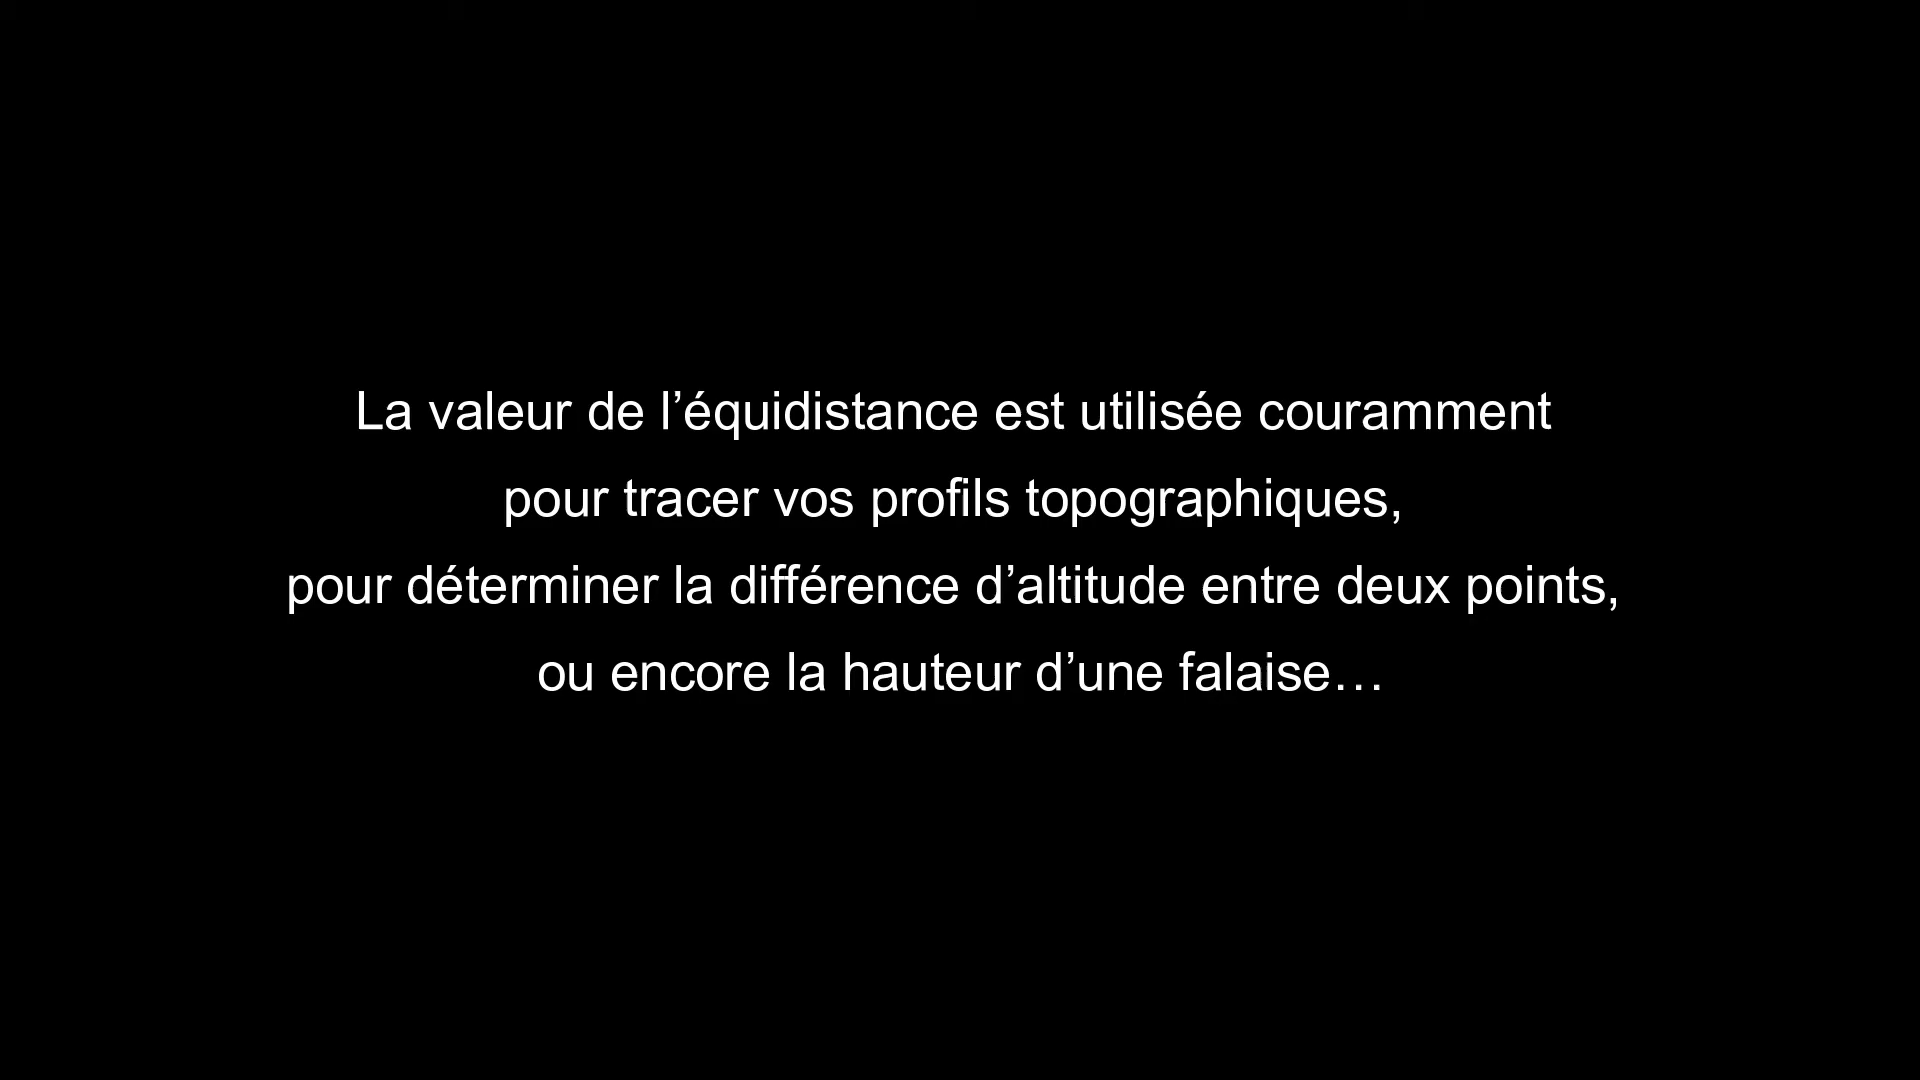 La valeur de l’équidistance est utilisée couramment
pour tracer vos profils topographiques,
pour déterminer la différence d’altitude entre deux points,
ou encore la hauteur d’une falaise…